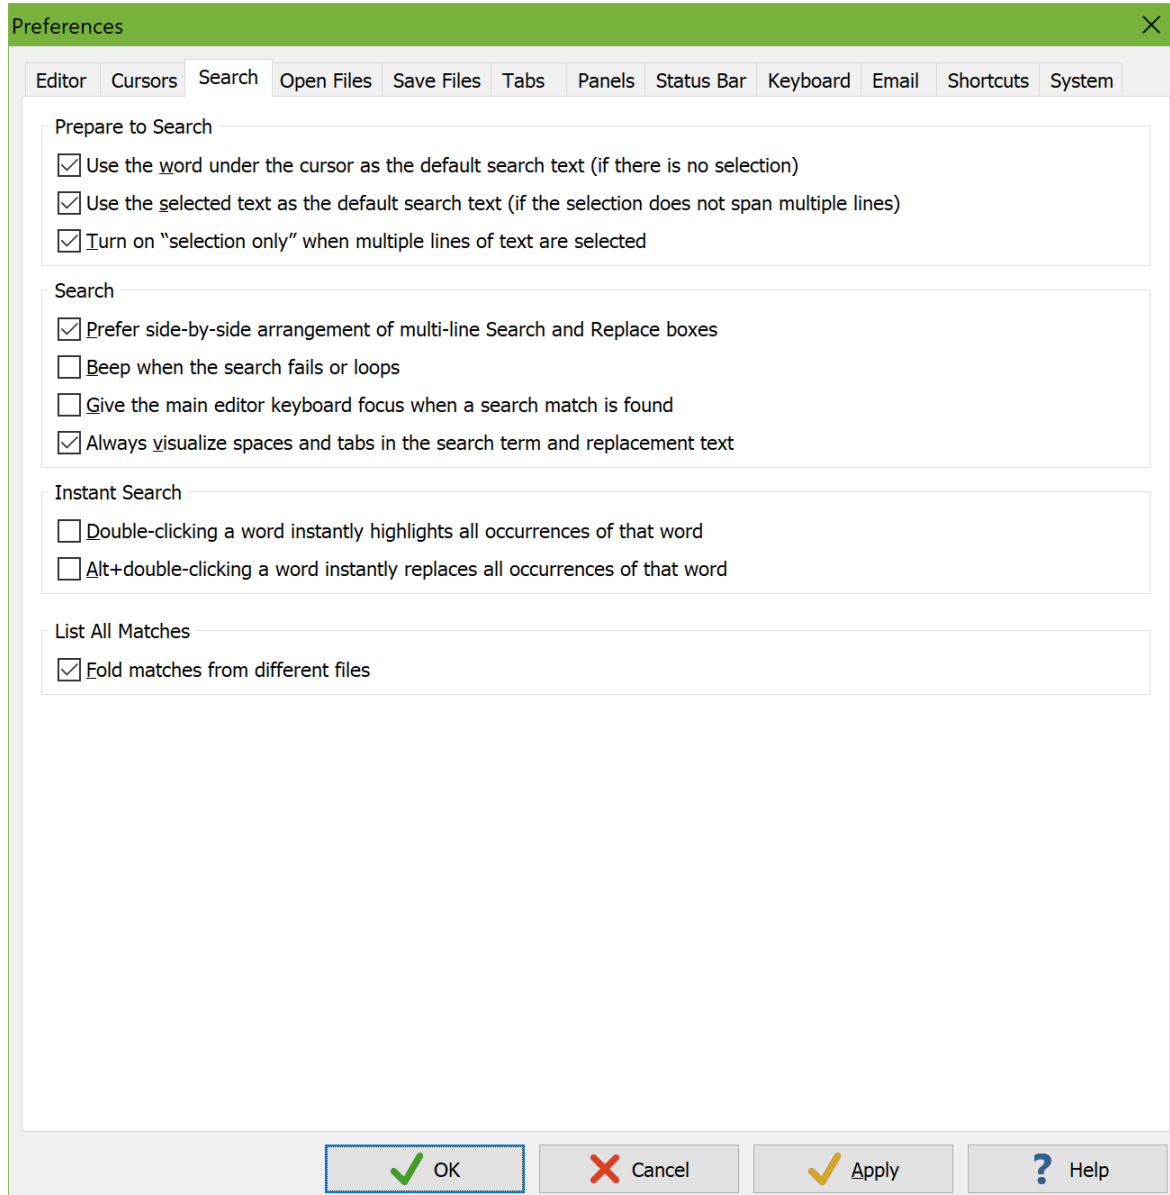 Preferences
Editor Cursors Search Open Files Save Files Tabs Panels Status Bar Keyboard Email Shortcuts System
Prepare to Search
Use the word under the cursor as the default search text (if there is no selection)
Use the selected text as the default search text (if the selection does not span multiple lines)
Turn on “selection only” when multiple lines of text are selected
Search
Prefer side-by-side arrangement of multi-line Search and Replace boxes
Beep when the search fails or loops
Give the main editor keyboard focus when a search match is found
Always visualize spaces and tabs in the search term and replacement text
Instant Search
Double-clicking a word instantly highlights all occurrences of that word
Alt+double-clicking a word instantly replaces all occurrences of that word
List All Matches
Fold matches from different files
OK Cancel Apply ? Help